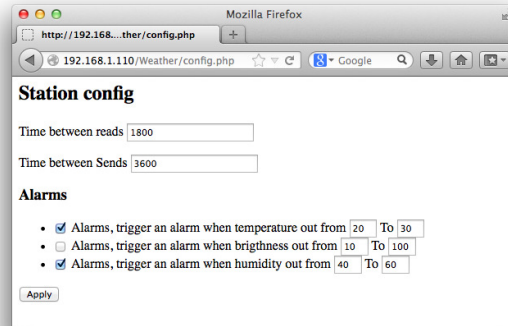 Mozilla Firefox
http://192.168....ther/config.php
192.168.1.110/Weather/config.php
Google
Station config
Time between reads 1800
Time between Sends 3600
Alarms
Alarms, trigger an alarm when temperature out from 20 To 30
Alarms, trigger an alarm when brigthness out from 10 To 100
Alarms, trigger an alarm when humidity out from 40 To 60
Apply